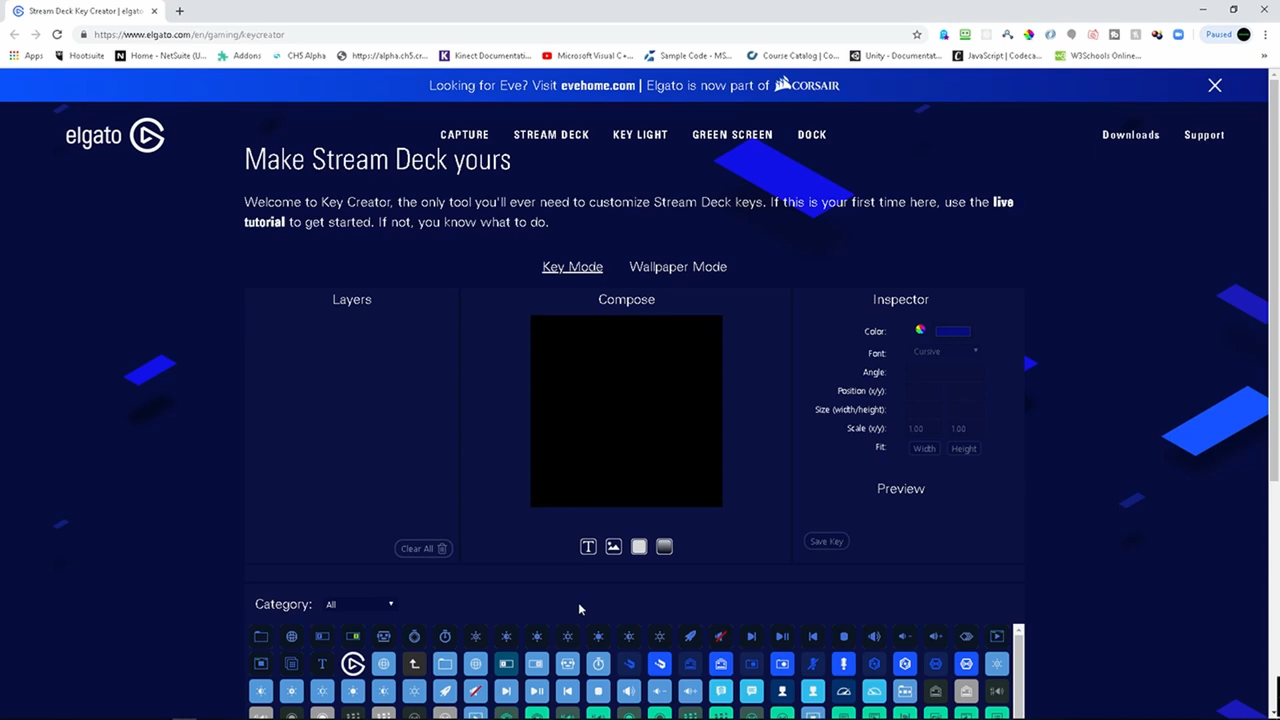 Stream Deck Key Creator | elgato
https://www.elgato.com/en/gaming/keycreator
Paused
Apps Hootsuite Home - NetSuite (U... Addons CH5 Alpha https://alpha.ch5.cr... Kinect Documentati... Microsoft Visual C+... Sample Code - MS... Course Catalog | Co... Unity - Documentat... JavaScript | Codeca... W3Schools Online...
Looking for Eve? Visit evehome.com | Elgato is now part of CORSAIR
elgato CAPTURE STREAM DECK KEY LIGHT GREEN SCREEN DOCK Downloads Support
Make Stream Deck yours
Welcome to Key Creator, the only tool you'll ever need to customize Stream Deck keys. If this is your first time here, use the live
tutorial to get started. If not, you know what to do.
Key Mode Wallpaper Mode
Layers Compose Inspector
Color:
Font: Cursive
Angle:
Position (x/y):
Size (width/height):
Scale (x/y): 1.00 1.00
Fit: Width Height
Preview
Clear All T Save Key
Category: All